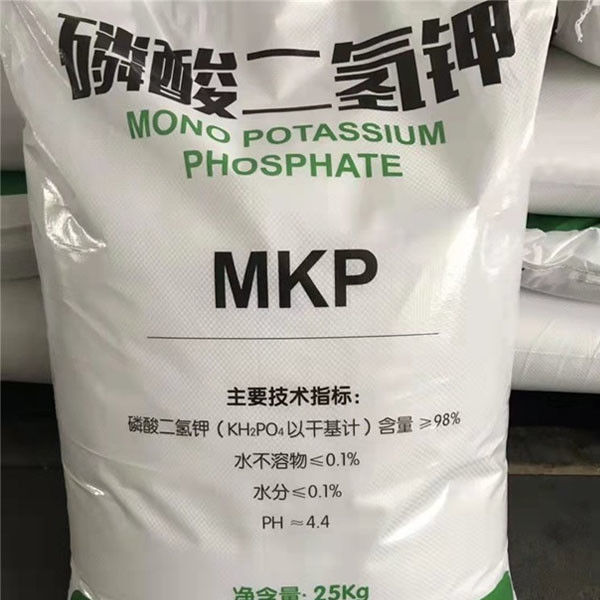 磷酸二氢钾
MONO POTASSIUM
PHOSPHATE
MKP
主要技术指标：
磷酸二氢钾（KH₂PO₄以干基计）含量≥98%
水不溶物≤0.1%
水分≤0.1%
PH≈4.4
净含量: 25Kg